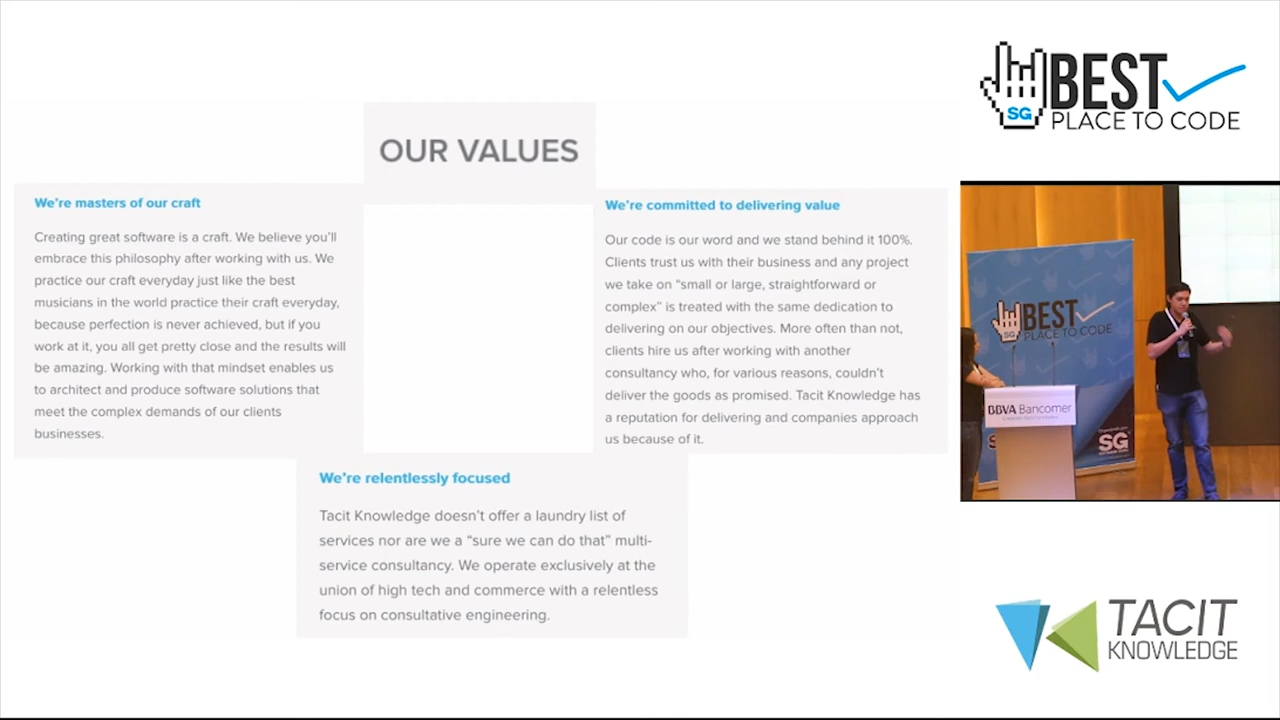 OUR VALUES
We're masters of our craft
Creating great software is a craft. We believe you'll
embrace this philosophy after working with us. We
practice our craft everyday just like the best
musicians in the world practice their craft everyday,
because perfection is never achieved, but if you
work at it, you all get pretty close and the results will
be amazing. Working with that mindset enables us
to architect and produce software solutions that
meet the complex demands of our clients
businesses.
We're committed to delivering value
Our code is our word and we stand behind it 100%.
Clients trust us with their business and any project
we take on “small or large, straightforward or
complex” is treated with the same dedication to
delivering on our objectives. More often than not,
clients hire us after working with another
consultancy who, for various reasons, couldn't
deliver the goods as promised. Tacit Knowledge has
a reputation for delivering and companies approach
us because of it.
We're relentlessly focused
Tacit Knowledge doesn't offer a laundry list of
services nor are we a “sure we can do that” multi-
service consultancy. We operate exclusively at the
union of high tech and commerce with a relentless
focus on consultative engineering.
SG
BEST
PLACE TO CODE
SG
BEST
PLACE TO CODE
BBVA Bancomer
SG
TACIT
KNOWLEDGE